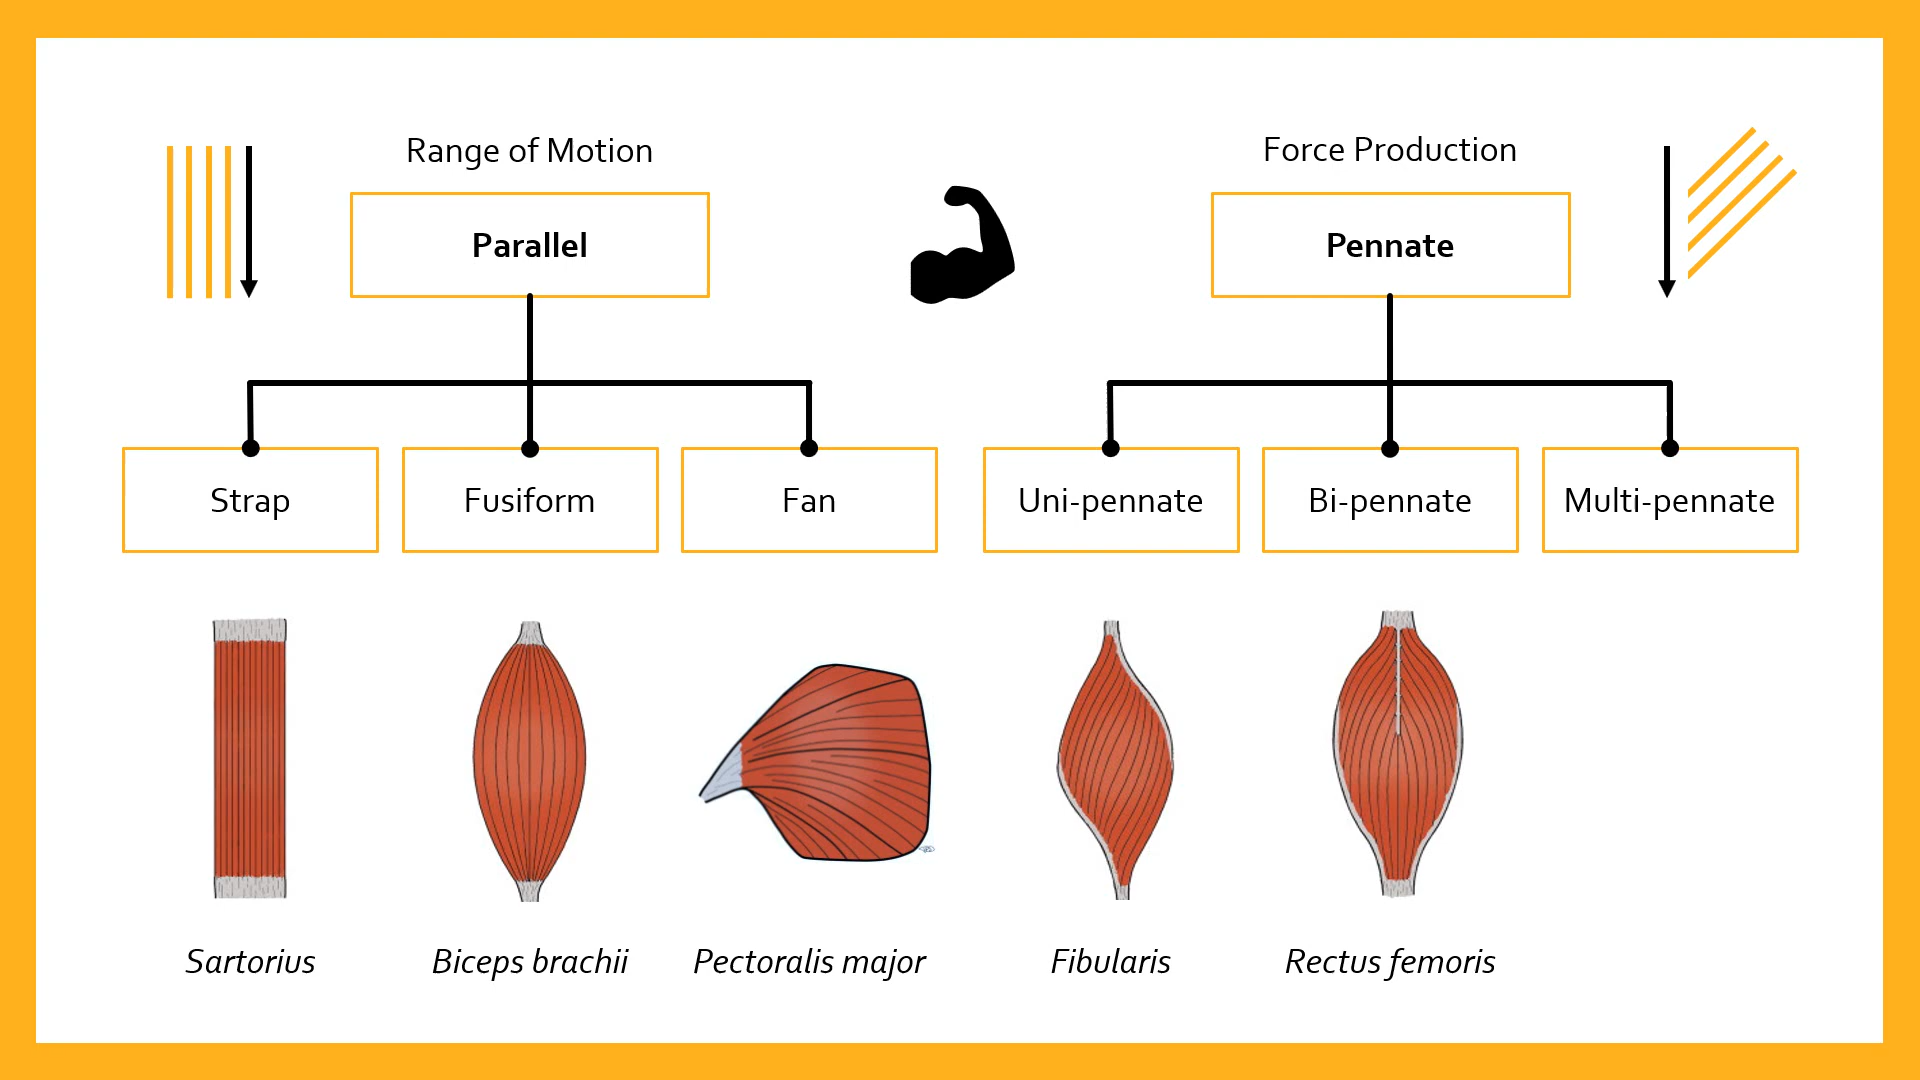 Range of Motion
Force Production
Parallel
Pennate
Strap
Fusiform
Fan
Uni-pennate
Bi-pennate
Multi-pennate
Sartorius
Biceps brachii
Pectoralis major
Fibularis
Rectus femoris